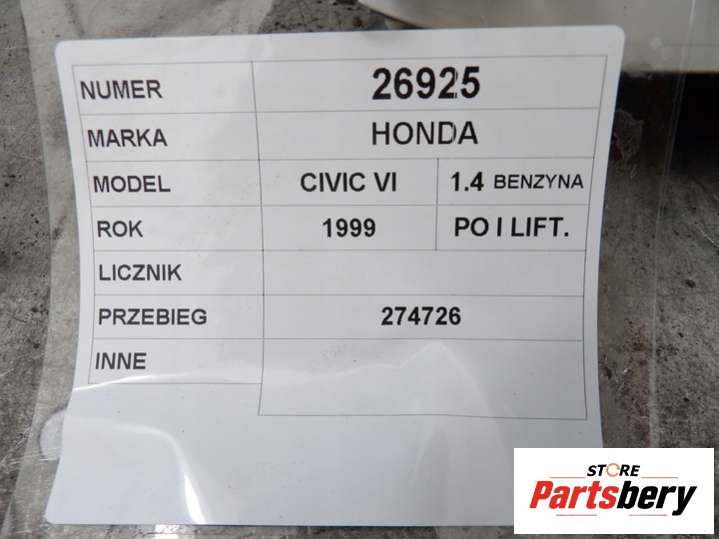 NUMER 26925
MARKA HONDA
MODEL CIVIC VI 1.4 BENZYNA
ROK 1999 PO I LIFT.
LICZNIK
PRZEBIEG 274726
INNE
STORE
Partsbery